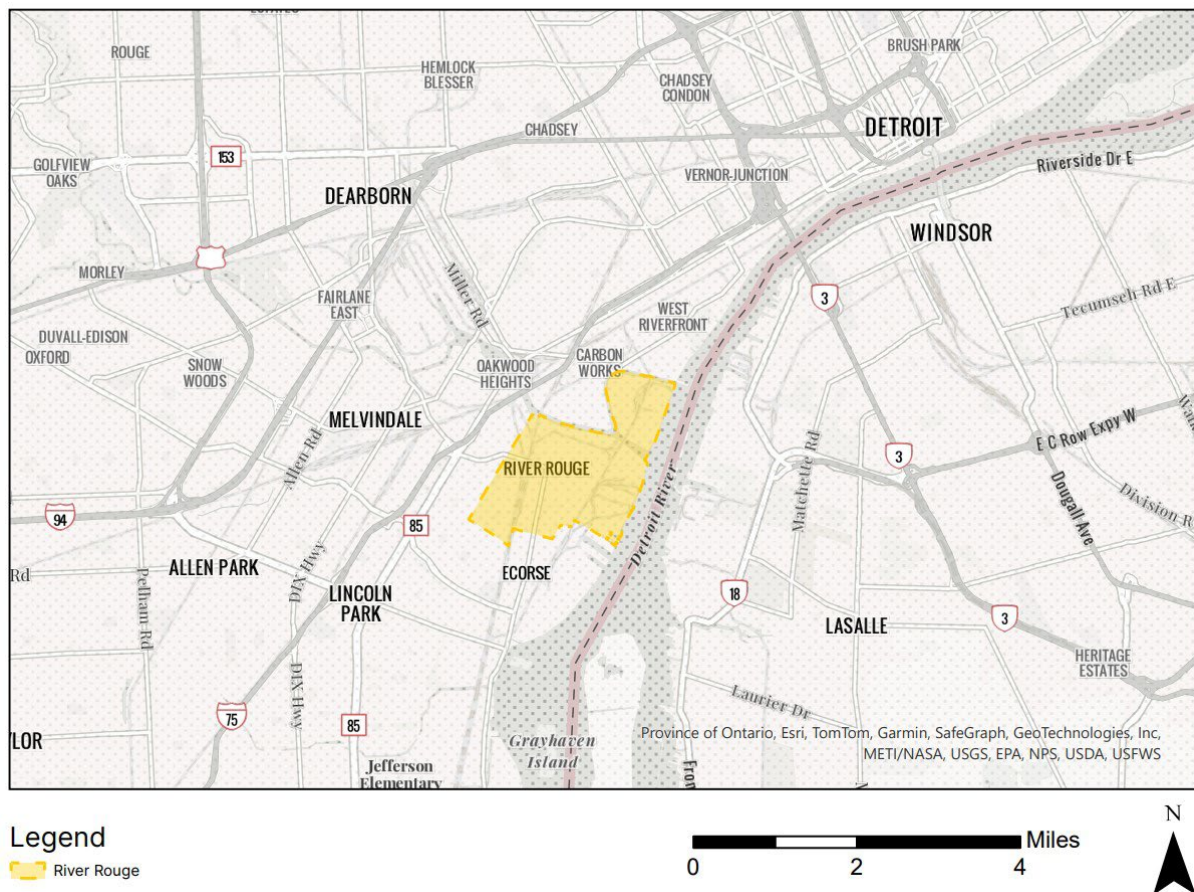 ROUGE
BRUSH PARK
HEMLOCK
BLESSER
CHADSEY
CONDON
DETROIT
CHADSEY
153
GOLFVIEW
OAKS
Riverside Dr E
VERNOR-JUNCTION
DEARBORN
WINDSOR
MORLEY
Miller Rd
FAIRLANE
EAST
3
Tecumseh Rd E
WEST
RIVERFRONT
DUVALL-EDISON
OXFORD
SNOW
WOODS
OAKWOOD
HEIGHTS
CARBON
WORKS
MELVINDALE
Allen Rd
Matchette Rd
E C Row Expy W
3
RIVER ROUGE
Detroit River
Dougall Ave
Division R
94
85
ALLEN PARK
Rd
Pelham Rd
DIX Hwy
ECORSE
LINCOLN
PARK
18
3
LASALLE
HERITAGE
ESTATES
DIX Hwy
Laurier Dr
75
85
Grayhaven
Island
Province of Ontario, Esri, TomTom, Garmin, SafeGraph, GeoTechnologies, Inc,
METI/NASA, USGS, EPA, NPS, USDA, USFWS
Jefferson
Elementary
Legend
River Rouge
Miles
0 2 4
N